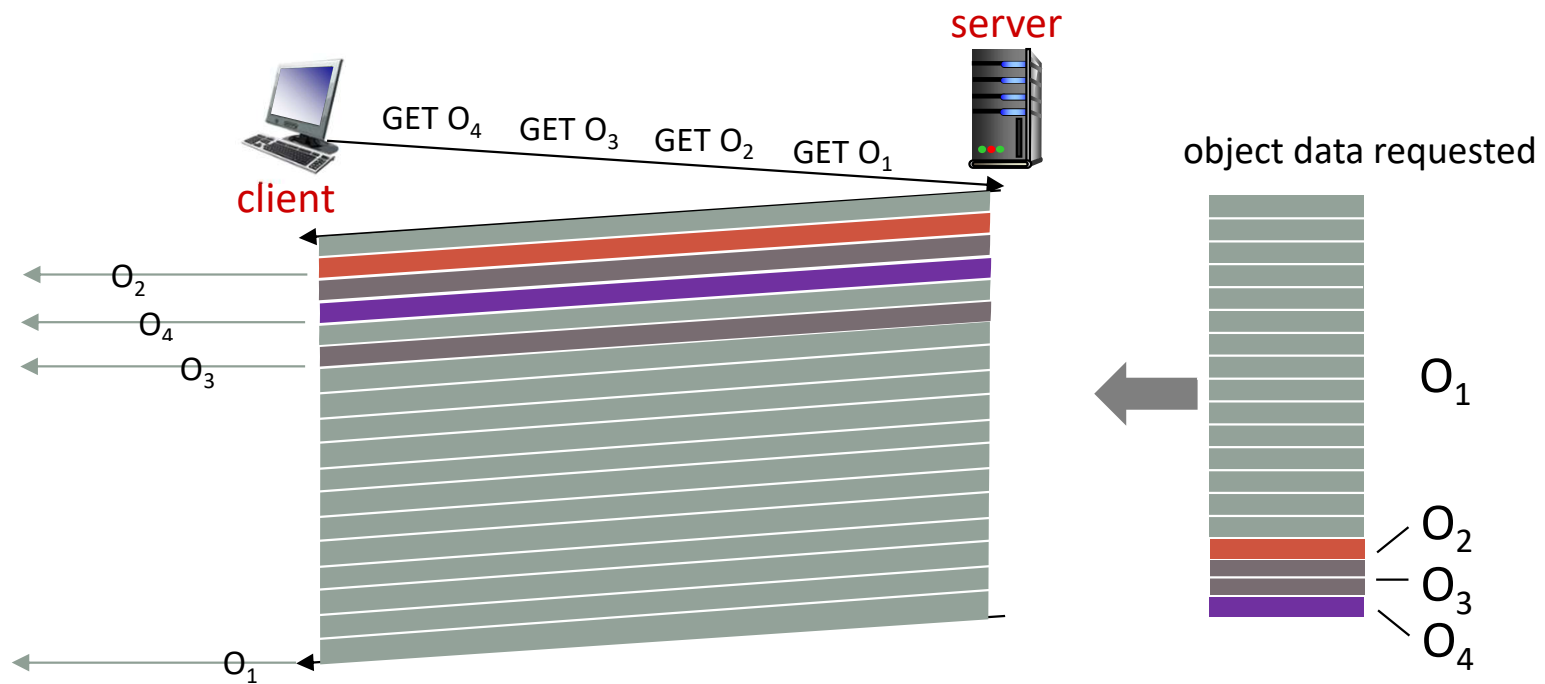 server
GET O₄ GET O₃ GET O₂ GET O₁
object data requested
client
O₂
O₄
O₃
O₁
O₂
O₃
O₄
O₁